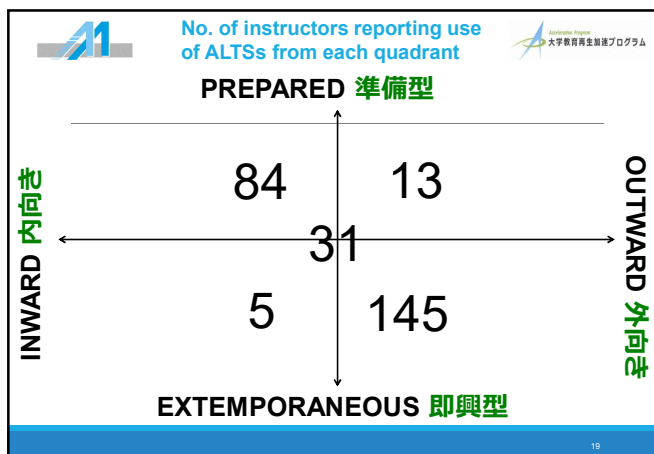 No. of instructors reporting use
of ALTSs from each quadrant
Acceleration Program
大学教育再生加速プログラム
PREPARED 準備型
INWARD 内向き
OUTWARD 外向き
84
13
31
5
145
EXTEMPORANEOUS 即興型
19